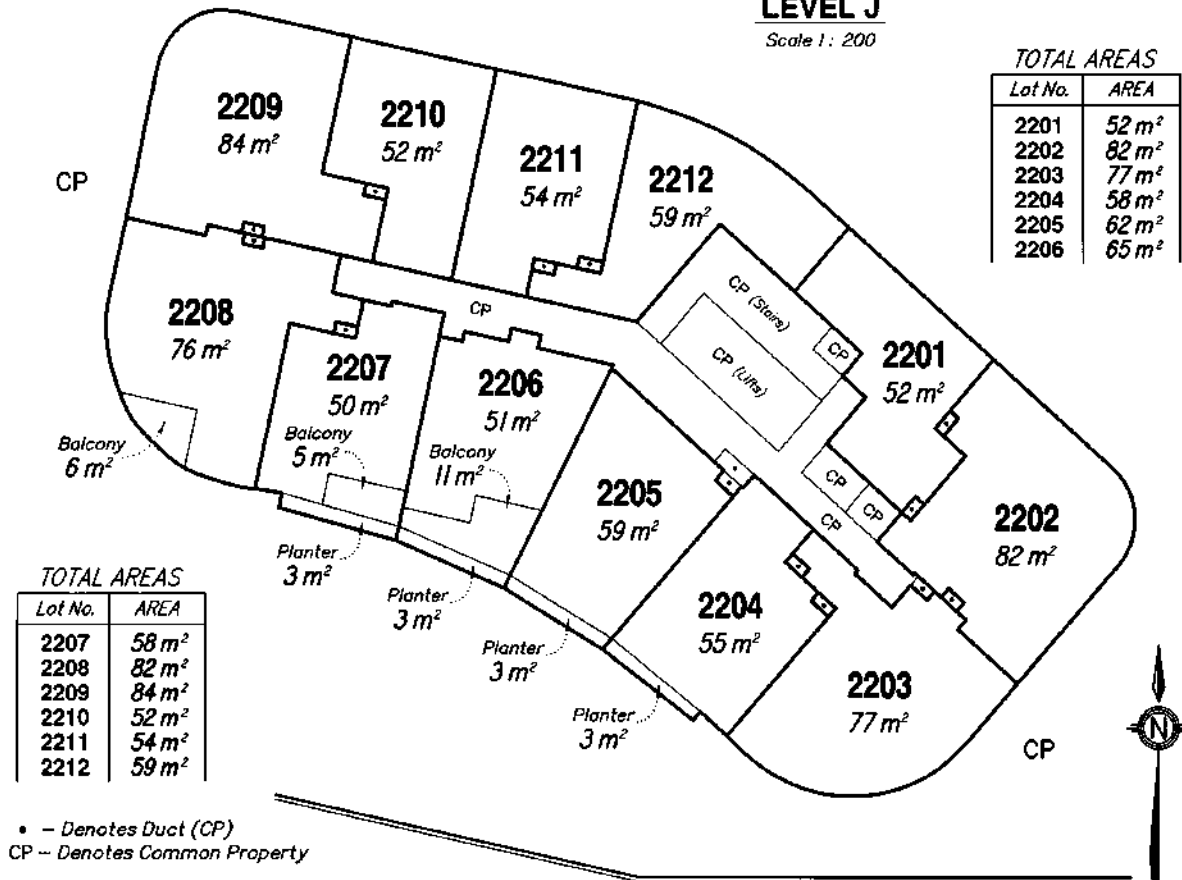 LEVEL J
Scale 1: 200
TOTAL AREAS
Lot No. AREA
2201 52 m²
2202 82 m²
2203 77 m²
2204 58 m²
2205 62 m²
2206 65 m²
2209
84 m²
2210
52 m²
2211
54 m²
2212
59 m²
CP
CP
CP (Stairs)
CP
CP (Lifts)
2201
52 m²
2208
76 m²
2207
50 m²
2206
51 m²
Balcony
6 m²
Balcony
5 m²
Balcony
11 m²
2205
59 m²
CP
CP
CP
2202
82 m²
Planter
3 m²
Planter
3 m²
Planter
3 m²
Planter
3 m²
2204
55 m²
2203
77 m²
CP
N
TOTAL AREAS
Lot No. AREA
2207 58 m²
2208 82 m²
2209 84 m²
2210 52 m²
2211 54 m²
2212 59 m²
• – Denotes Duct (CP)
CP – Denotes Common Property